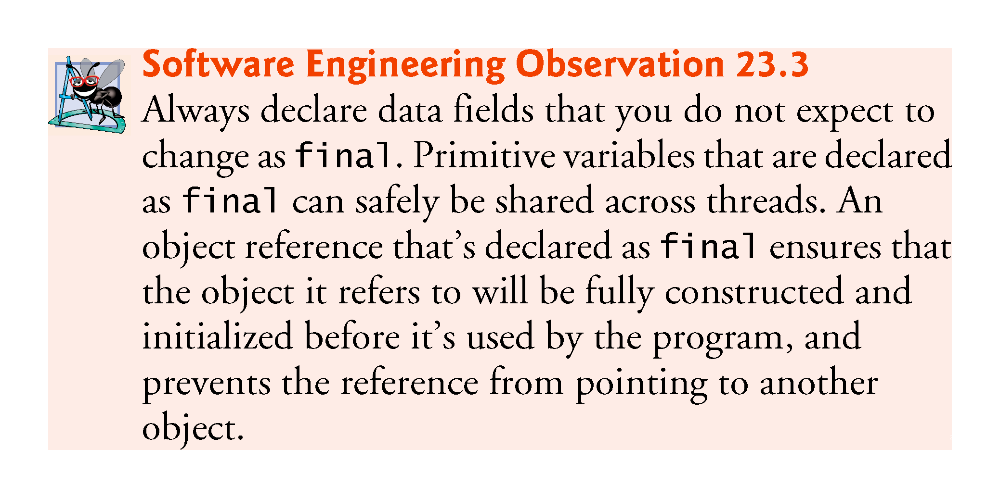 Software Engineering Observation 23.3
Always declare data fields that you do not expect to
change as final. Primitive variables that are declared
as final can safely be shared across threads. An
object reference that’s declared as final ensures that
the object it refers to will be fully constructed and
initialized before it’s used by the program, and
prevents the reference from pointing to another
object.